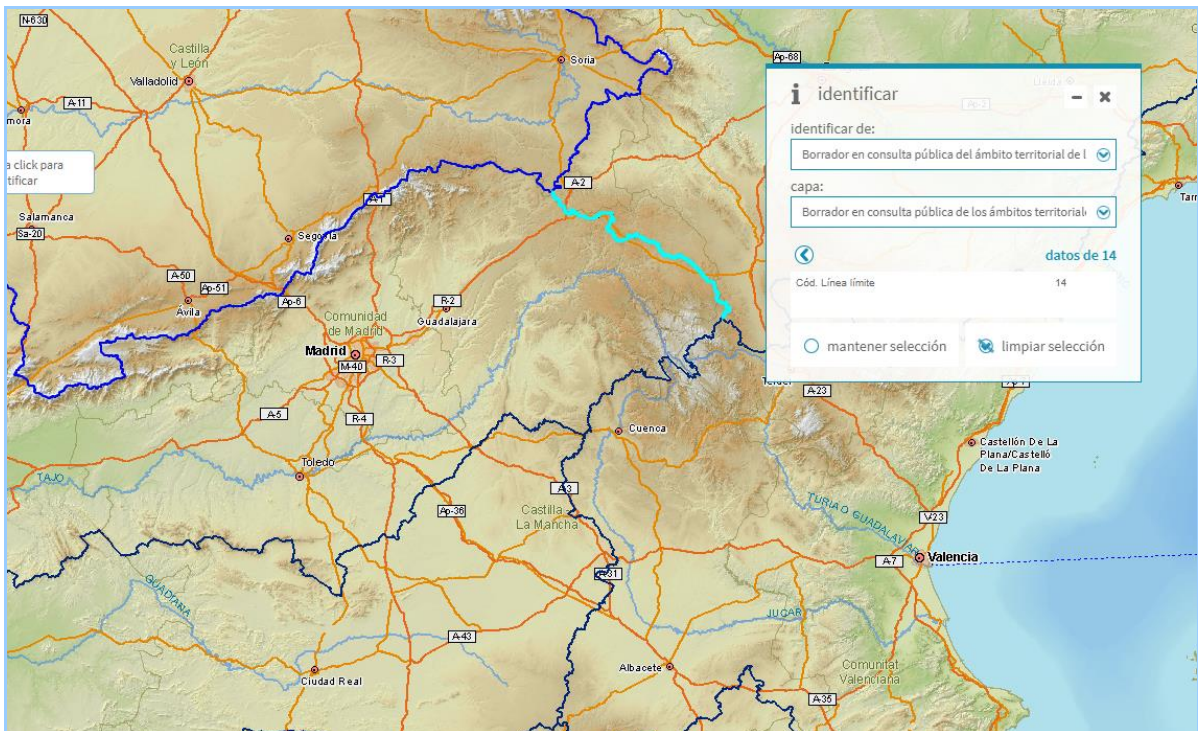 N-630
Castilla
y León
Soria
Ap-68
Valladolid
A-11
mora
a click para
tificar
A-2
A-1
Salamanca
Sa-20
Segovia
A-50
Ap-51
Ap-6
Ávila
R-2
Guadalajara
Comunidad
de Madrid
Madrid
R-3
M-40
A-5
R-4
Cuenca
Teruel
A-23
Toledo
TAJO
Ap-36
A-3
Castilla -
La Mancha
Castellón De La
Plana/Castelló
De La Plana
TURIA O GUADALAVIAR
V-23
A-7
Valencia
A-31
GUADIANA
JUCAR
A-43
Ciudad Real
Albacete
Comunitat
Valenciana
A-35
Tarr
i identificar
Ap-2
identificar de:
Borrador en consulta pública del ámbito territorial de l
capa:
Borrador en consulta pública de los ámbitos territoriale
datos de 14
Cód. Línea límite 14
mantener selección
limpiar selección